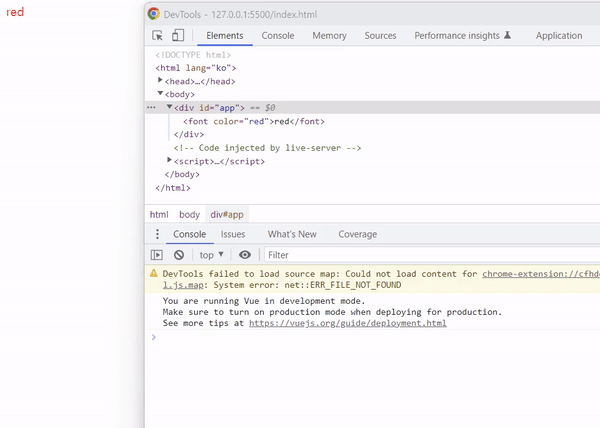 red
DevTools - 127.0.0.1:5500/index.html
Elements Console Memory Sources Performance insights Application
<!DOCTYPE html>
<html lang="ko">
<head>…</head>
<body>
<div id="app"> == $0
<font color="red">red</font>
</div>
<!-- Code injected by live-server -->
<script>…</script>
</body>
</html>
html body div#app
Console Issues What's New Coverage
top Filter
DevTools failed to load source map: Could not load content for chrome-extension://cfhd
l.js.map: System error: net::ERR_FILE_NOT_FOUND
You are running Vue in development mode.
Make sure to turn on production mode when deploying for production.
See more tips at https://vuejs.org/guide/deployment.html